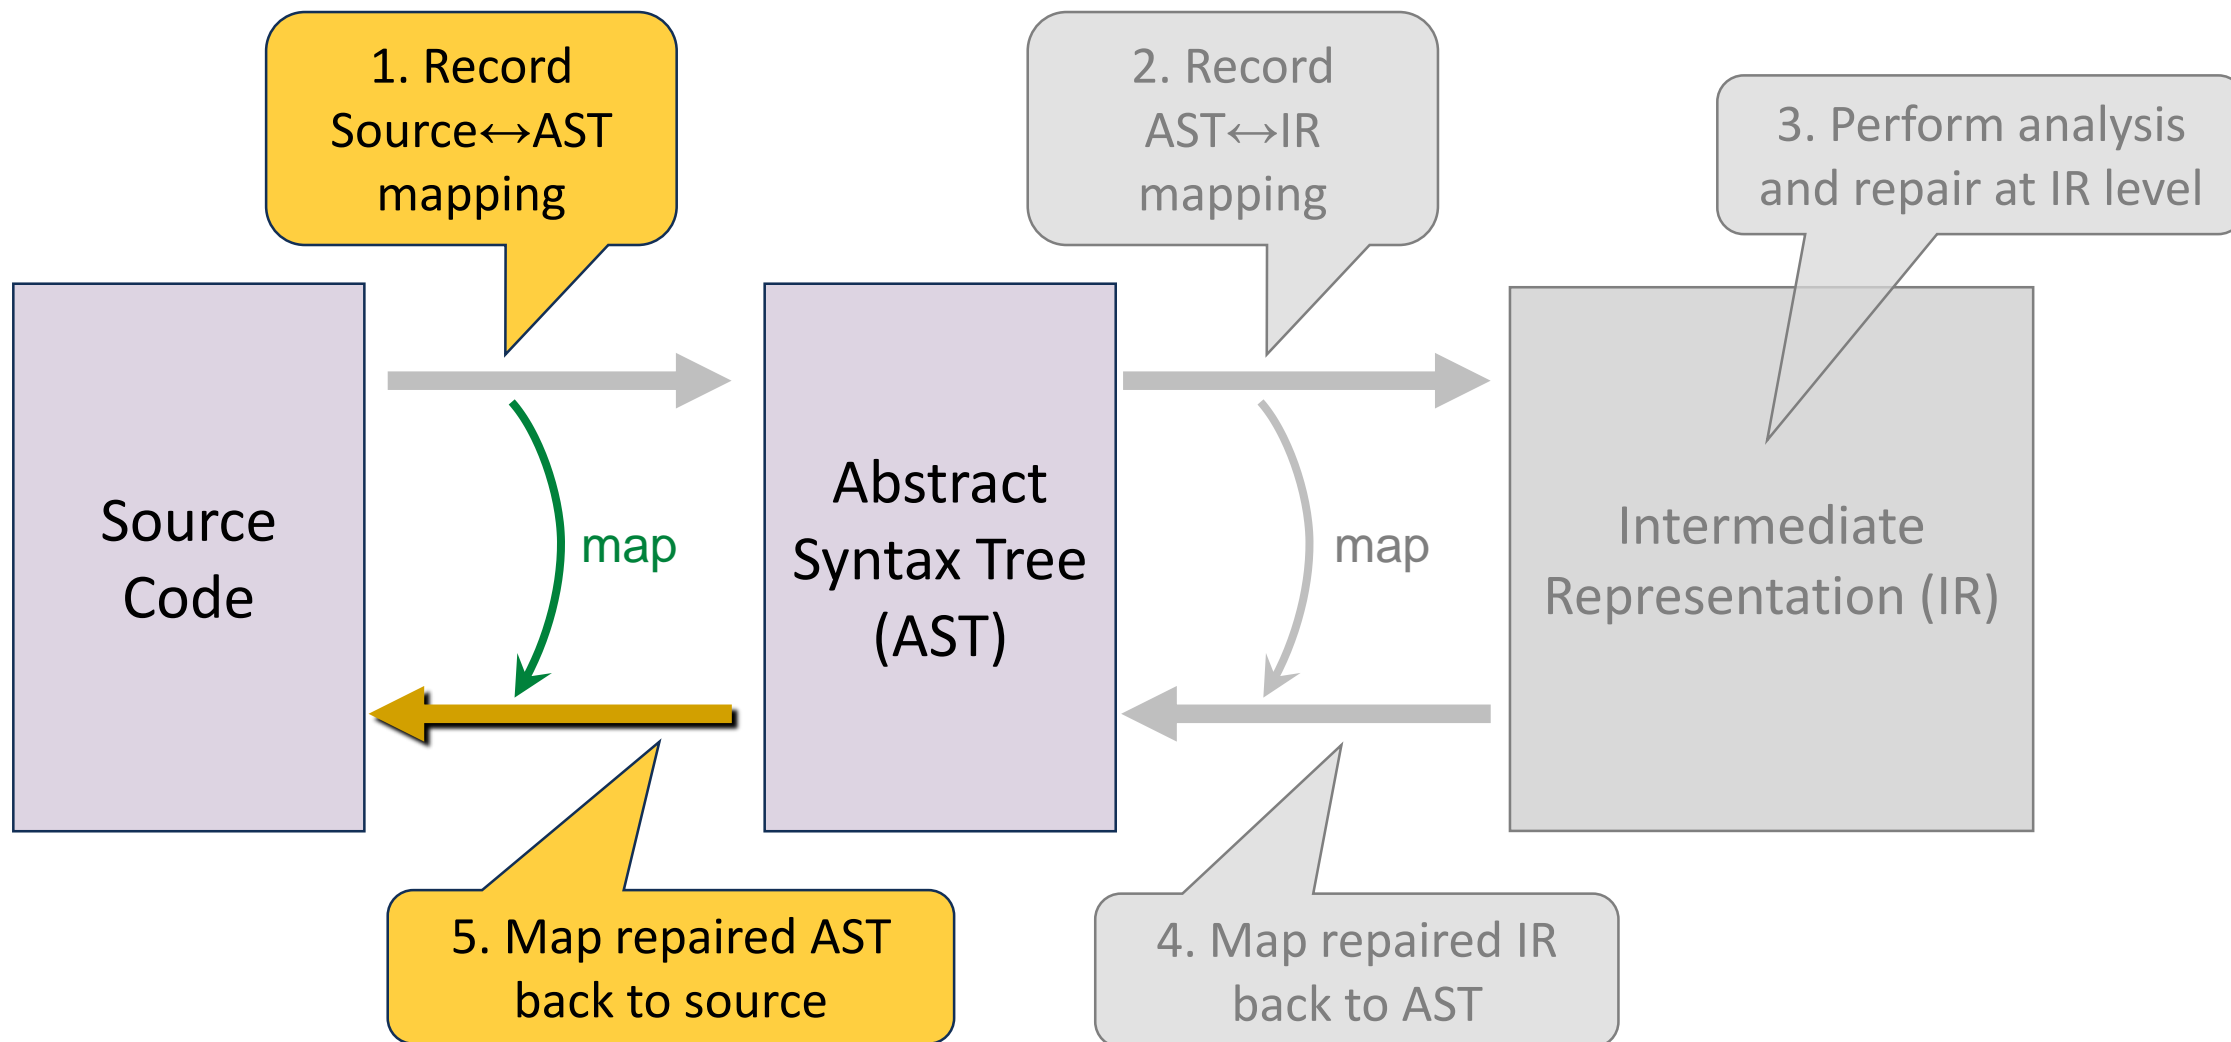 1. Record
Source↔AST
mapping
2. Record
AST↔IR
mapping
3. Perform analysis
and repair at IR level
Source
Code
map
Abstract
Syntax Tree
(AST)
map
Intermediate
Representation (IR)
5. Map repaired AST
back to source
4. Map repaired IR
back to AST